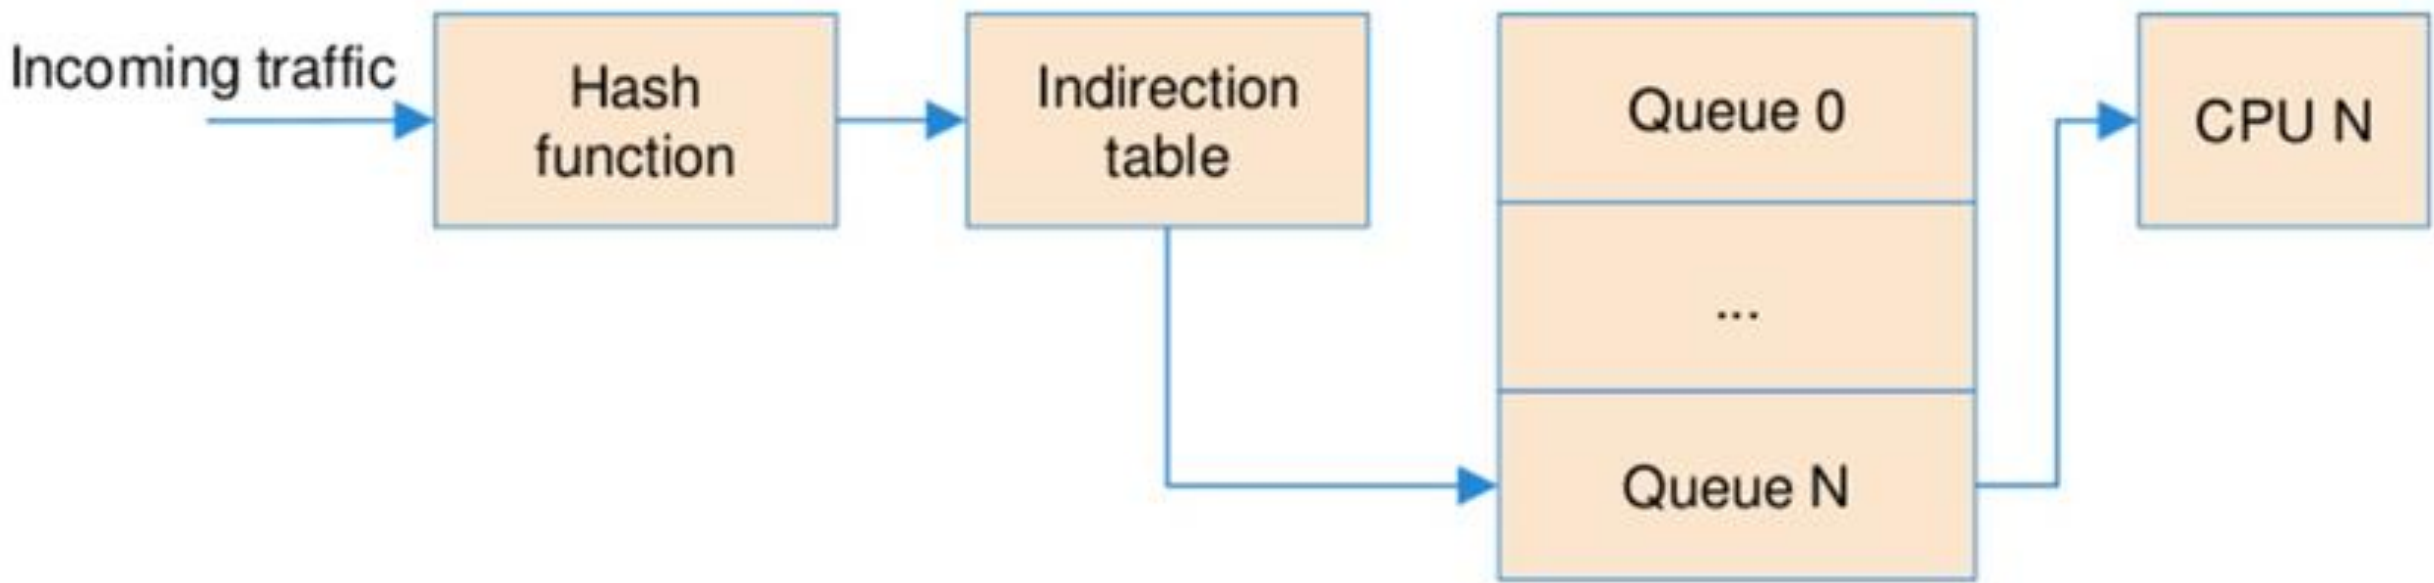 Incoming traffic
Hash
function
Indirection
table
Queue 0
...
Queue N
CPU N